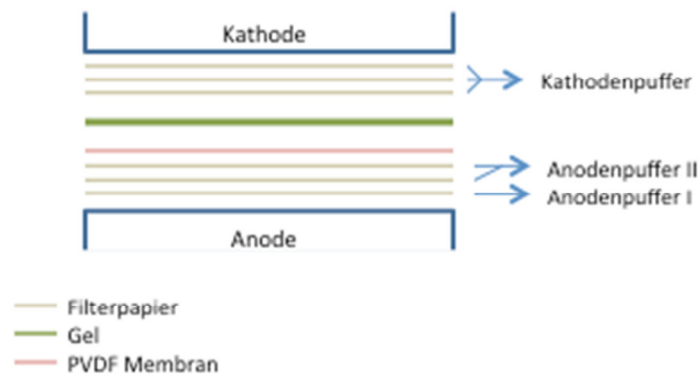 Kathode
Kathodenpuffer
Anodenpuffer II
Anodenpuffer I
Anode
Filterpapier
Gel
PVDF Membran